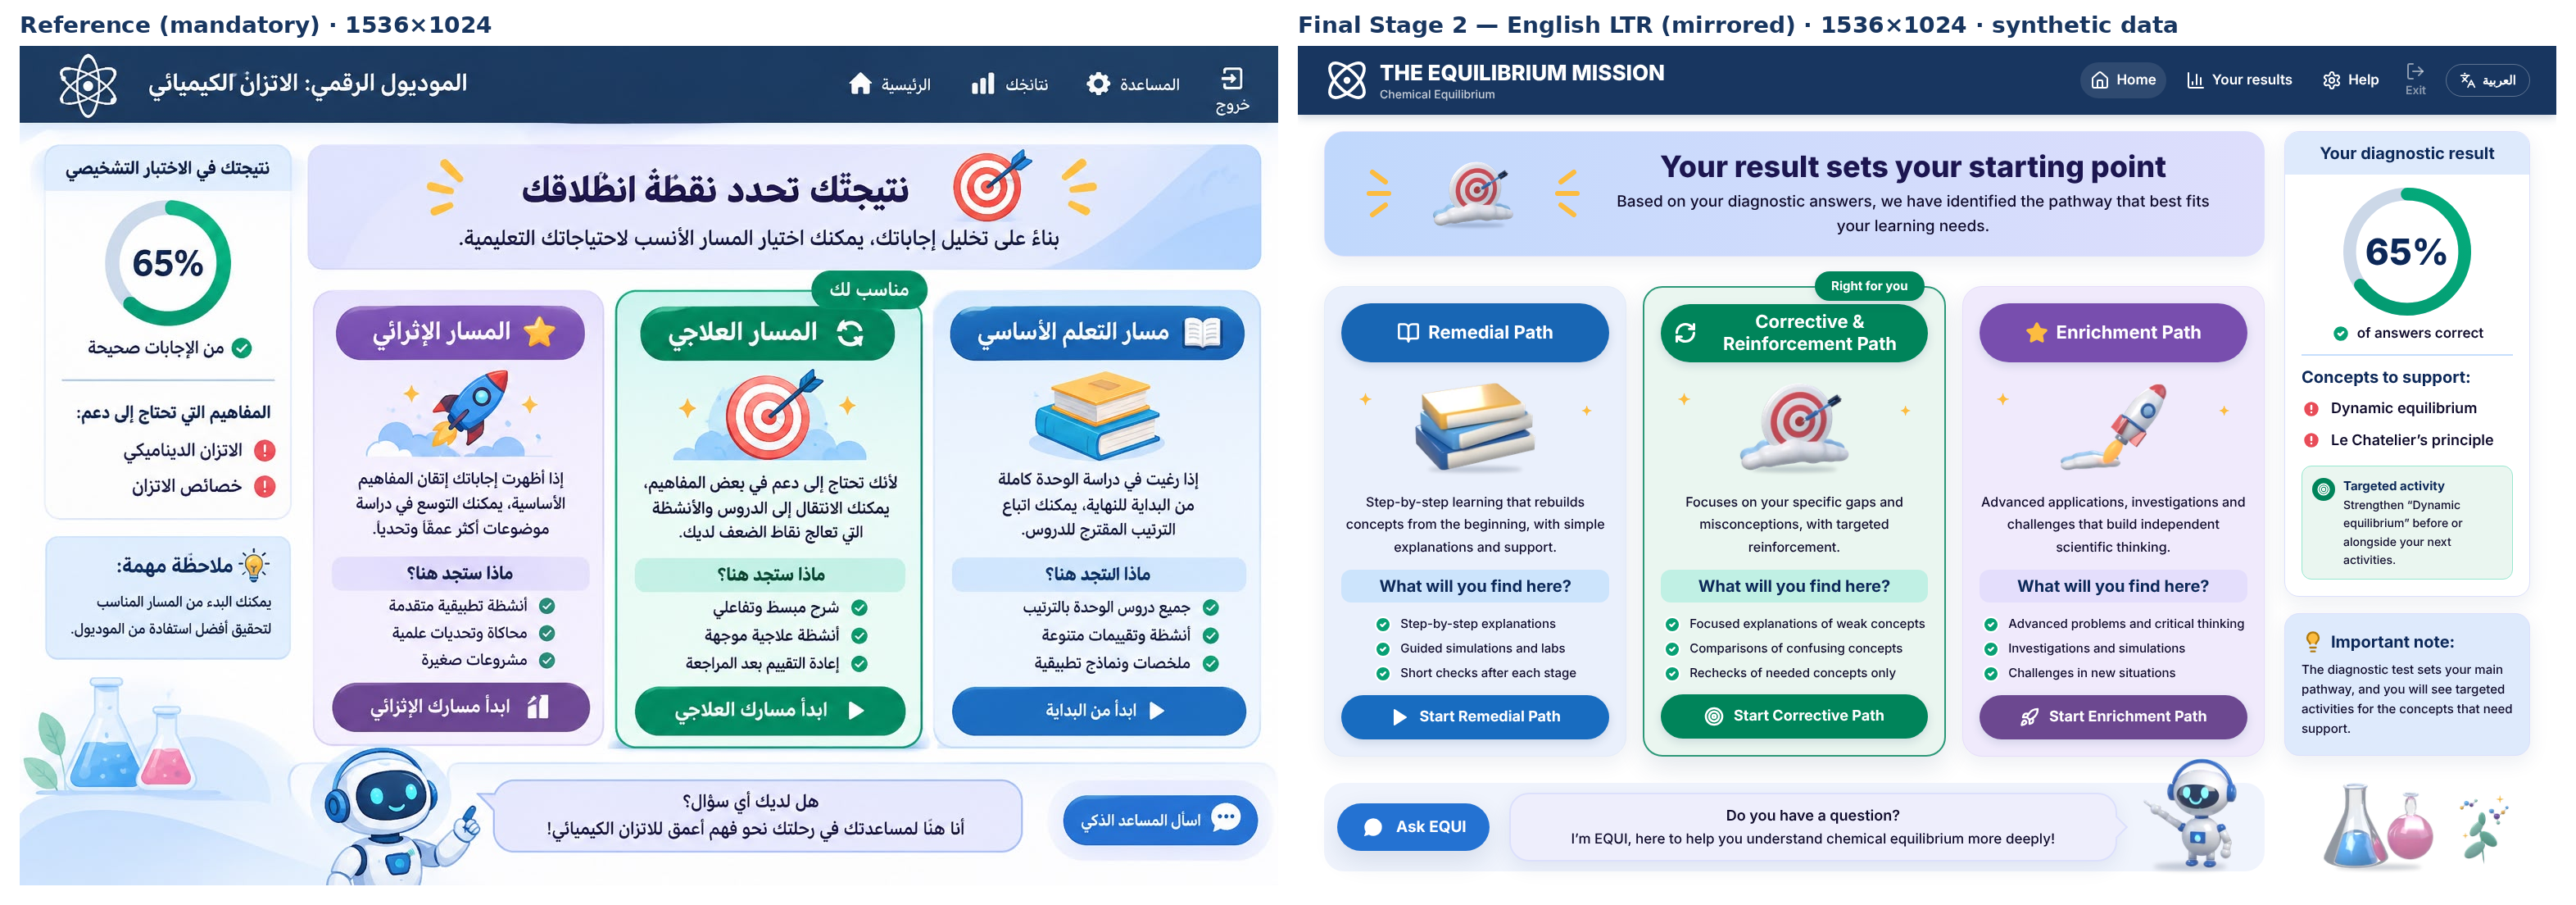 Reference (mandatory) · 1536×1024
الموديول الرقمي: الاتزان الكيميائي
الرئيسية
نتائجك
المساعدة
خروج
نتيجتك تحدد نقطة انطلاقك
بناءً على تحليل إجاباتك، يمكنك اختيار المسار الأنسب لاحتياجاتك التعليمية.
نتيجتك في الاختبار التشخيصي
65%
من الإجابات صحيحة
المفاهيم التي تحتاج إلى دعم:
الاتزان الديناميكي
خصائص الاتزان
ملاحظة مهمة:
يمكنك البدء من المسار المناسب
لتحقيق أفضل استفادة من الموديول.
مسار التعلم الأساسي
إذا رغبت في دراسة الوحدة كاملة
من البداية للنهاية، يمكنك اتباع
الترتيب المقترح للدروس.
ماذا ستجد هنا؟
جميع دروس الوحدة بالترتيب
أنشطة وتقييمات متنوعة
ملخصات ونماذج تطبيقية
ابدأ من البداية
مناسب لك
المسار العلاجي
لأنك تحتاج إلى دعم في بعض المفاهيم،
يمكنك الانتقال إلى الدروس والأنشطة
التي تعالج نقاط الضعف لديك.
ماذا ستجد هنا؟
شرح مبسط وتفاعلي
أنشطة علاجية موجهة
إعادة التقييم بعد المراجعة
ابدأ مسارك العلاجي
المسار الإثرائي
إذا أظهرت إجاباتك إتقان المفاهيم
الأساسية، يمكنك التوسع في دراسة
موضوعات أكثر عمقًا وتحديًا.
ماذا ستجد هنا؟
أنشطة تطبيقية متقدمة
محاكاة وتحديات علمية
مشروعات صغيرة
ابدأ مسارك الإثرائي
هل لديك أي سؤال؟
أنا هنا لمساعدتك في رحلتك نحو فهم أعمق للاتزان الكيميائي!
اسأل المساعد الذكي
Final Stage 2 — English LTR (mirrored) · 1536×1024 · synthetic data
THE EQUILIBRIUM MISSION
Chemical Equilibrium
Home
Your results
Help
Exit
العربية
Your result sets your starting point
Based on your diagnostic answers, we have identified the pathway that best fits
your learning needs.
Remedial Path
Step-by-step learning that rebuilds
concepts from the beginning, with simple
explanations and support.
What will you find here?
Step-by-step explanations
Guided simulations and labs
Short checks after each stage
Start Remedial Path
Right for you
Corrective &
Reinforcement Path
Focuses on your specific gaps and
misconceptions, with targeted
reinforcement.
What will you find here?
Focused explanations of weak concepts
Comparisons of confusing concepts
Rechecks of needed concepts only
Start Corrective Path
Enrichment Path
Advanced applications, investigations and
challenges that build independent
scientific thinking.
What will you find here?
Advanced problems and critical thinking
Investigations and simulations
Challenges in new situations
Start Enrichment Path
Your diagnostic result
65%
of answers correct
Concepts to support:
Dynamic equilibrium
Le Chatelier’s principle
Targeted activity
Strengthen “Dynamic
equilibrium” before or
alongside your next
activities.
Important note:
The diagnostic test sets your main
pathway, and you will see targeted
activities for the concepts that need
support.
Ask EQUI
Do you have a question?
I’m EQUI, here to help you understand chemical equilibrium more deeply!